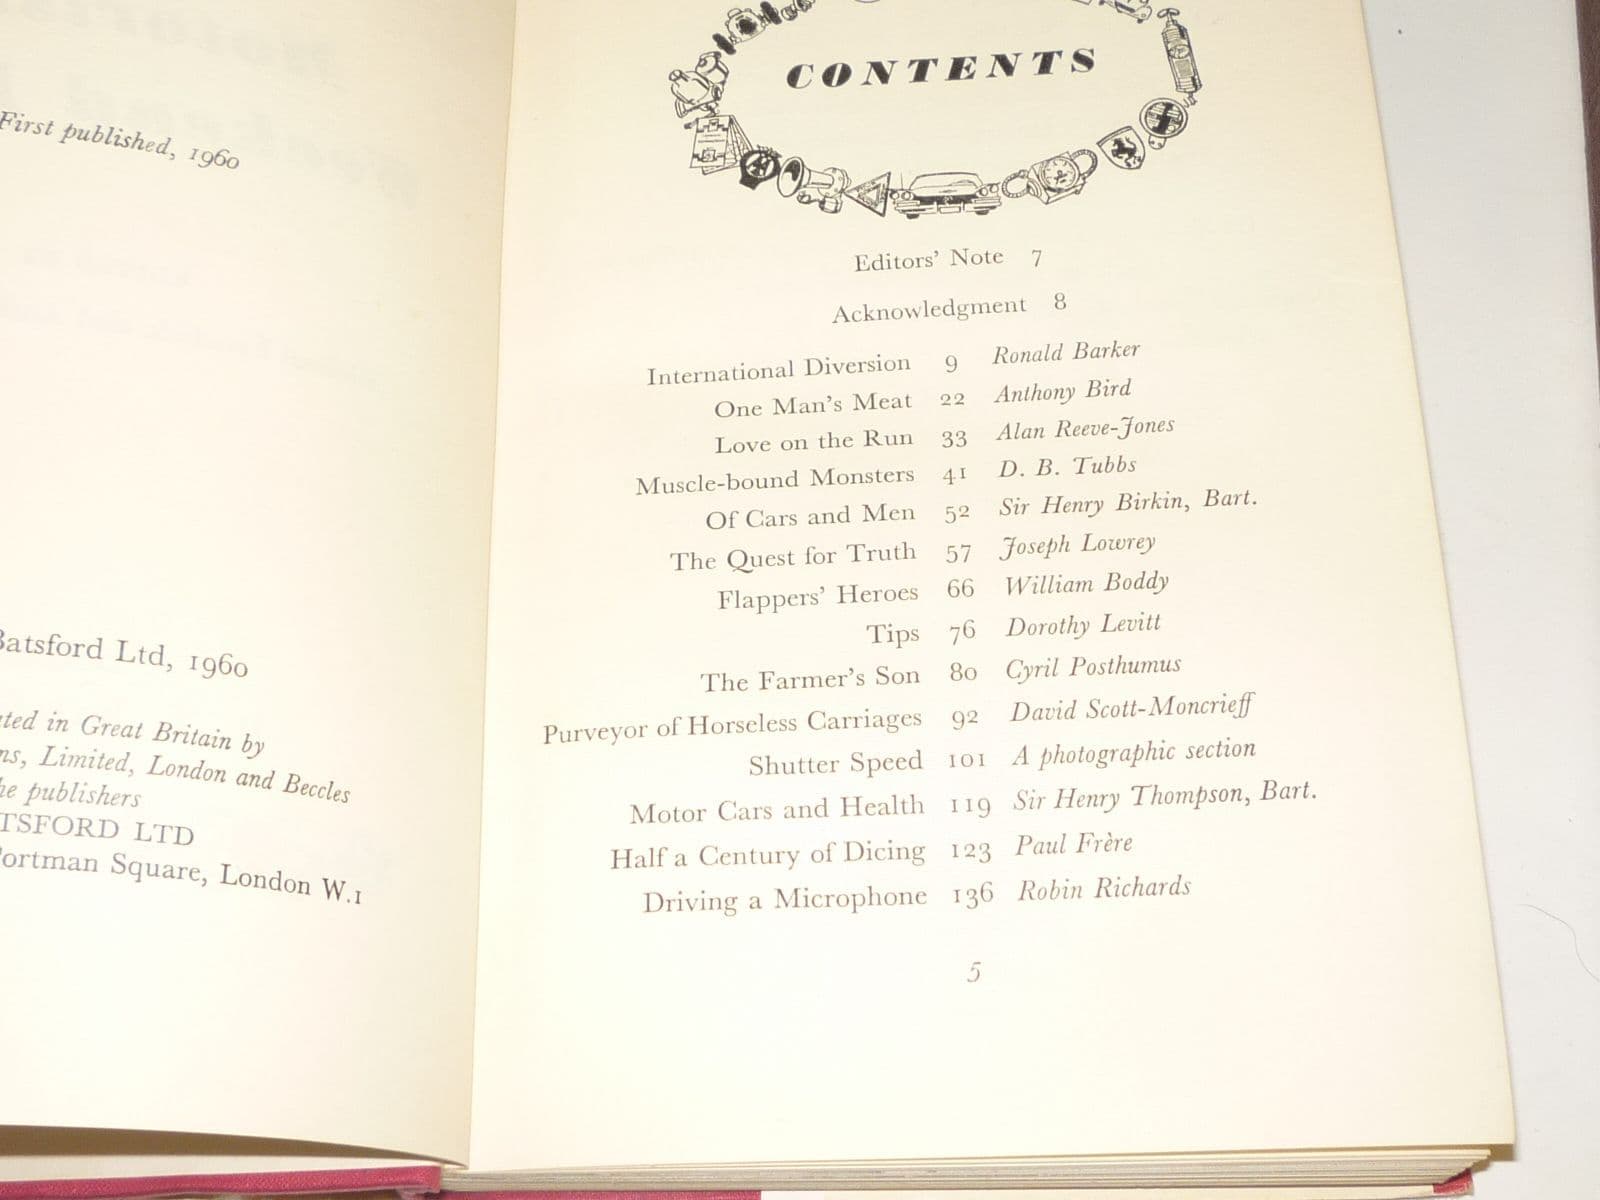 First published, 1960
Batsford Ltd, 1960
in Great Britain by
Limited, London and Beccles
publishers
LTD
Portman Square, London W.1
CONTENTS
Editors' Note 7
Acknowledgment 8
International Diversion 9 Ronald Barker
One Man's Meat 22 Anthony Bird
Love on the Run 33 Alan Reeve-Jones
Muscle-bound Monsters 41 D. B. Tubbs
Of Cars and Men 52 Sir Henry Birkin, Bart.
The Quest for Truth 57 Joseph Lowrey
Flappers' Heroes 66 William Boddy
Tips 76 Dorothy Levitt
The Farmer's Son 80 Cyril Posthumus
Purveyor of Horseless Carriages 92 David Scott-Moncrieff
Shutter Speed 101 A photographic section
Motor Cars and Health 119 Sir Henry Thompson, Bart.
Half a Century of Dicing 123 Paul Frère
Driving a Microphone 136 Robin Richards
5